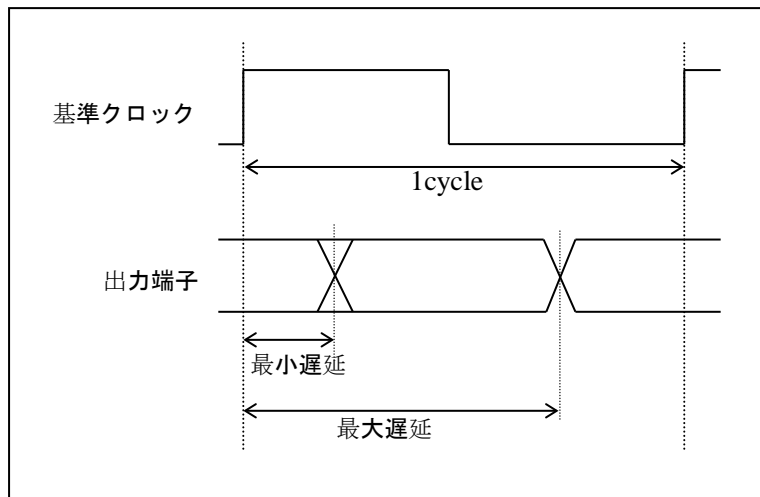 基準クロック
1cycle
出力端子
最小遅延
最大遅延